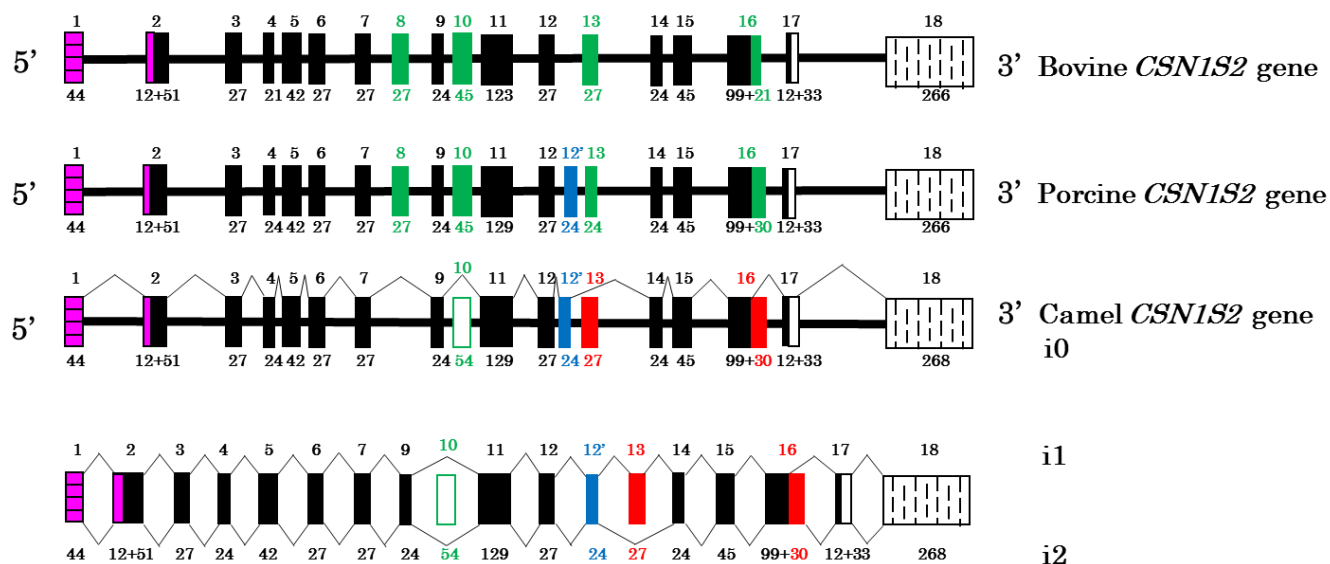 1 2 3 4 5 6 7 8 9 10 11 12 13 14 15 16 17 18
5’ 3’ Bovine CSN1S2 gene
44 12+51 27 21 42 27 27 27 24 45 123 27 27 24 45 99+21 12+33 266
1 2 3 4 5 6 7 8 9 10 11 12 12’ 13 14 15 16 17 18
5’ 3’ Porcine CSN1S2 gene
44 12+51 27 24 42 27 27 27 24 45 129 27 24 24 24 45 99+30 12+33 266
1 2 3 4 5 6 7 9 10 11 12 12’ 13 14 15 16 17 18
5’ 3’ Camel CSN1S2 gene
i0
44 12+51 27 24 42 27 27 24 54 129 27 24 27 24 45 99+30 12+33 268
1 2 3 4 5 6 7 9 10 11 12 12’ 13 14 15 16 17 18 i1
44 12+51 27 24 42 27 27 24 54 129 27 24 27 24 45 99+30 12+33 268 i2